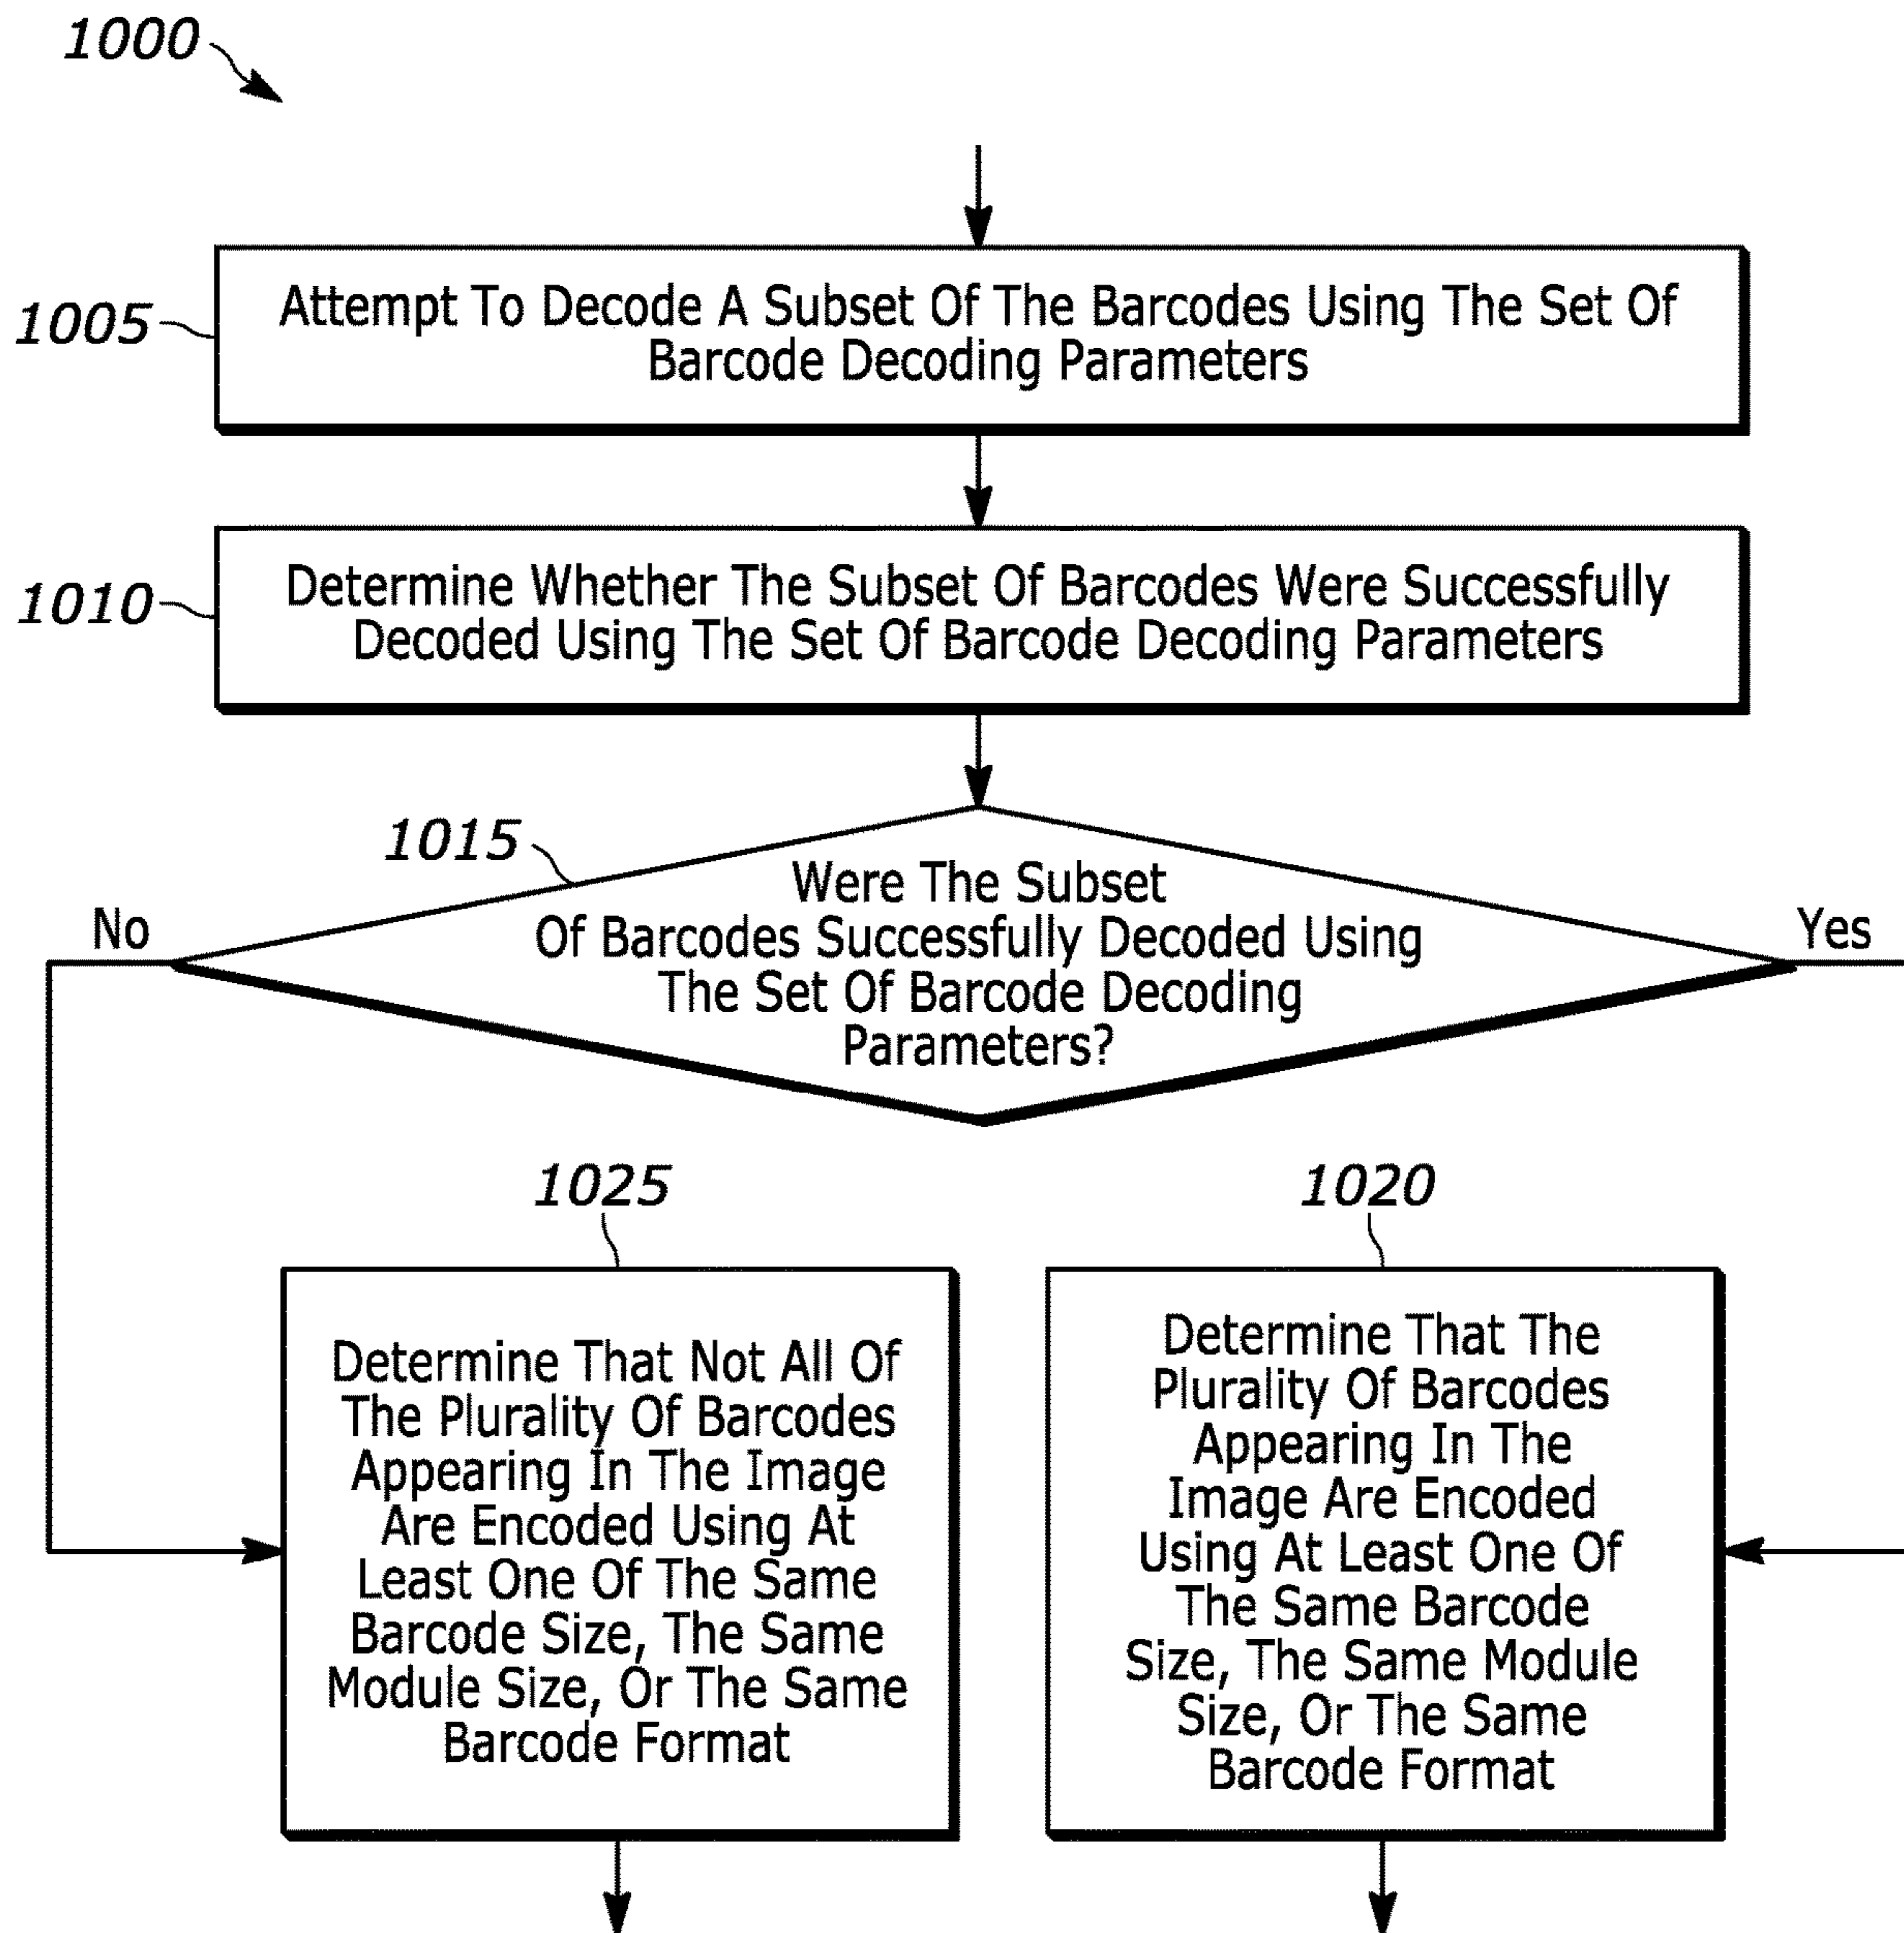 1000
1005
Attempt To Decode A Subset Of The Barcodes Using The Set Of
Barcode Decoding Parameters
1010
Determine Whether The Subset Of Barcodes Were Successfully
Decoded Using The Set Of Barcode Decoding Parameters
1015
Were The Subset
Of Barcodes Successfully Decoded Using
The Set Of Barcode Decoding
Parameters?
No
Yes
1025
Determine That Not All Of
The Plurality Of Barcodes
Appearing In The Image
Are Encoded Using At
Least One Of The Same
Barcode Size, The Same
Module Size, Or The Same
Barcode Format
1020
Determine That The
Plurality Of Barcodes
Appearing In The
Image Are Encoded
Using At Least One Of
The Same Barcode
Size, The Same Module
Size, Or The Same
Barcode Format